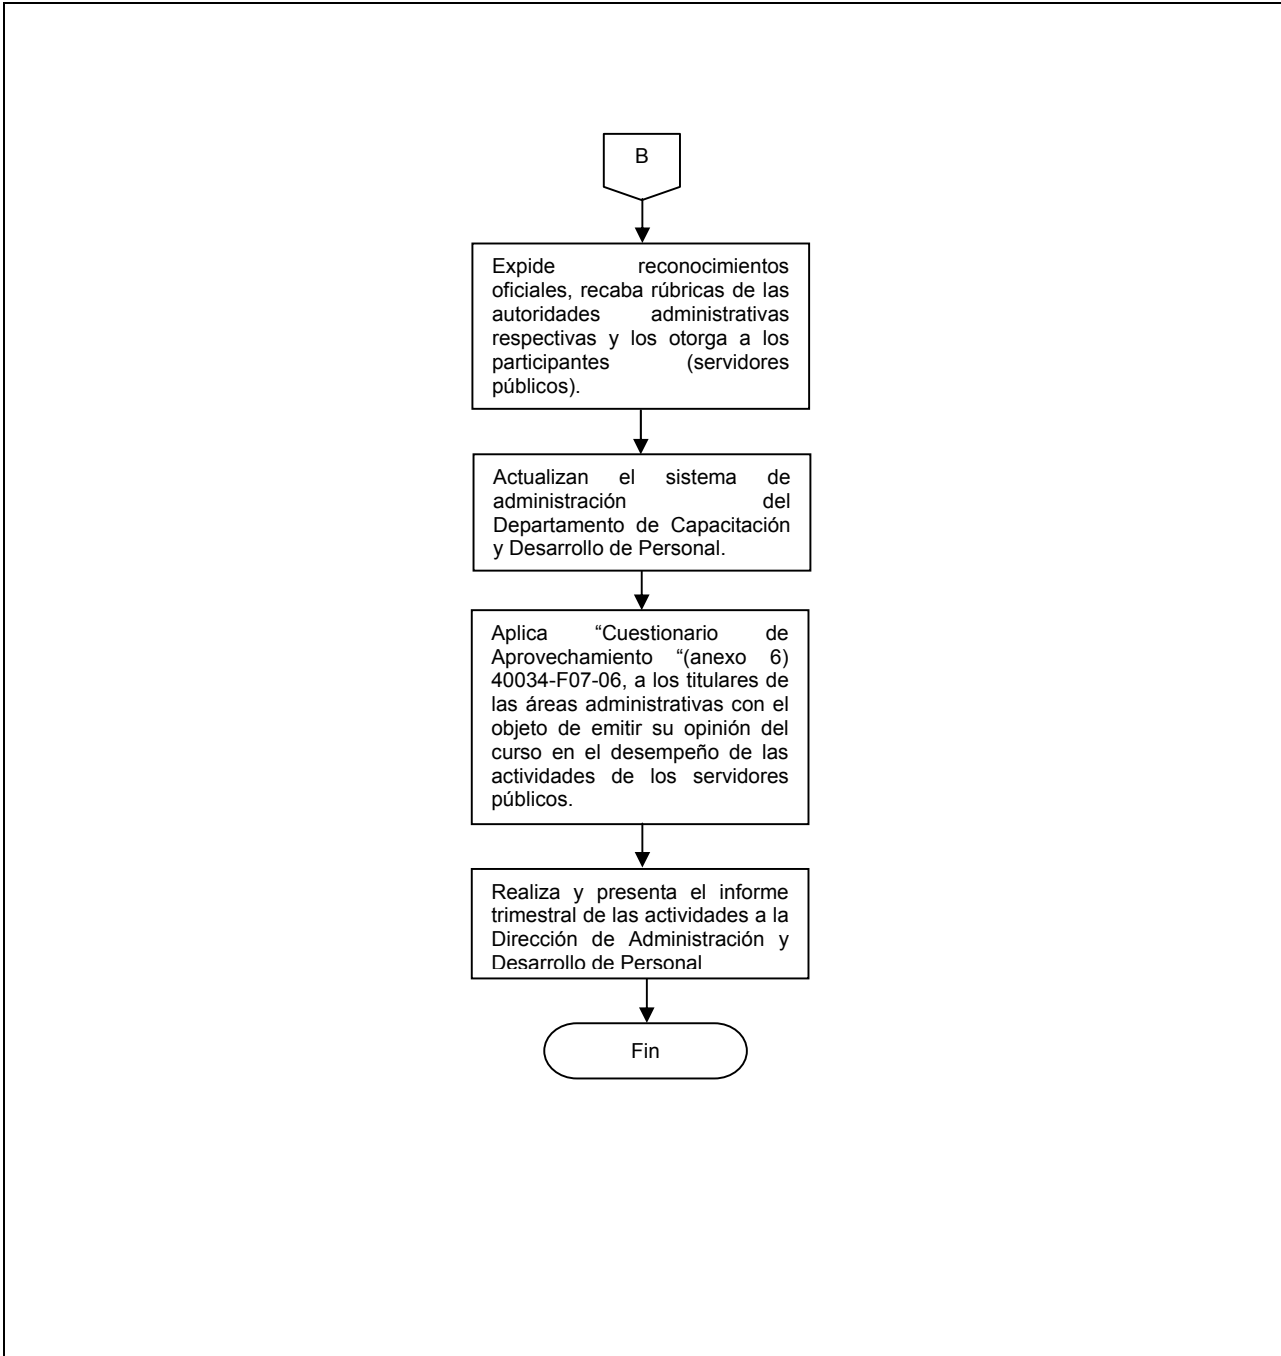 B
Expide reconocimientos
oficiales, recaba rúbricas de las
autoridades administrativas
respectivas y los otorga a los
participantes (servidores
públicos).
Actualizan el sistema de
administración del
Departamento de Capacitación
y Desarrollo de Personal.
Aplica “Cuestionario de
Aprovechamiento “(anexo 6)
40034-F07-06, a los titulares de
las áreas administrativas con el
objeto de emitir su opinión del
curso en el desempeño de las
actividades de los servidores
públicos.
Realiza y presenta el informe
trimestral de las actividades a la
Dirección de Administración y
Desarrollo de Personal
Fin